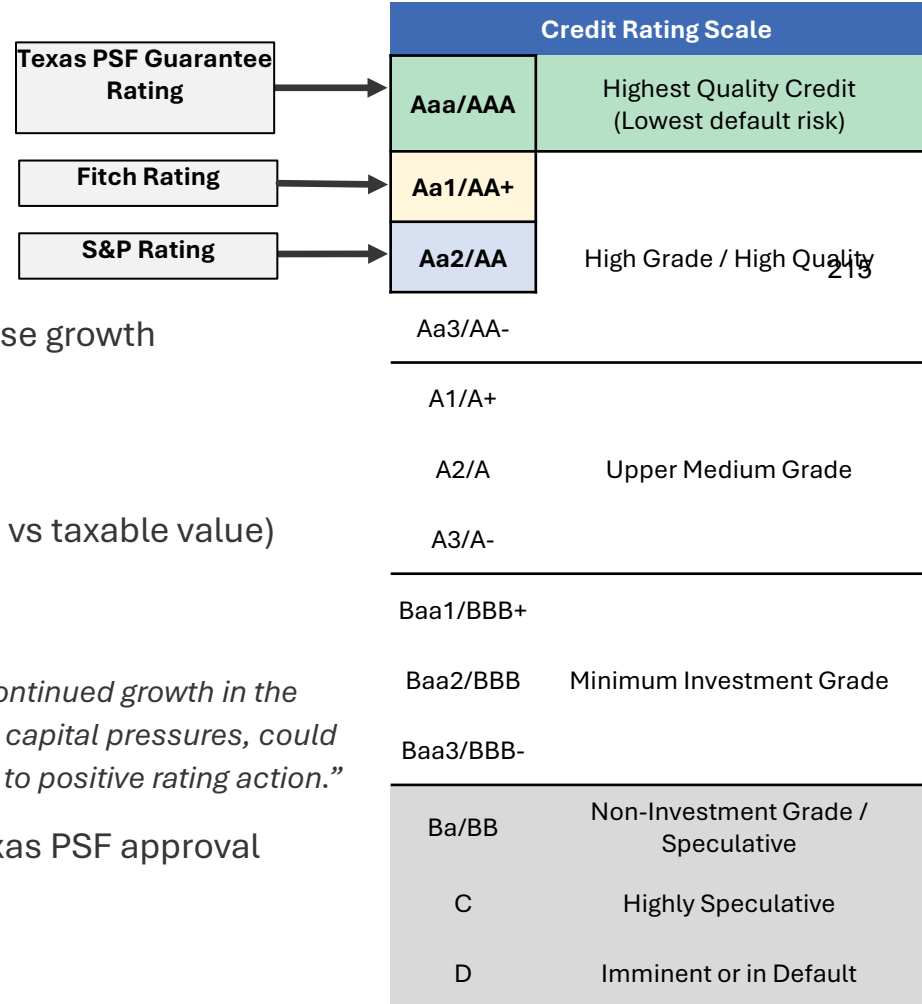 Credit Rating Scale
Texas PSF Guarantee
Rating
Aaa/AAA
Highest Quality Credit
(Lowest default risk)
Fitch Rating
Aa1/AA+
S&P Rating
Aa2/AA
High Grade / High Quality
215
Aa3/AA-
se growth
A1/A+
A2/A
Upper Medium Grade
A3/A-
vs taxable value)
Baa1/BBB+
Baa2/BBB
Minimum Investment Grade
Baa3/BBB-
ontinued growth in the
capital pressures, could
to positive rating action.”
xas PSF approval
Ba/BB
Non-Investment Grade /
Speculative
C
Highly Speculative
D
Imminent or in Default